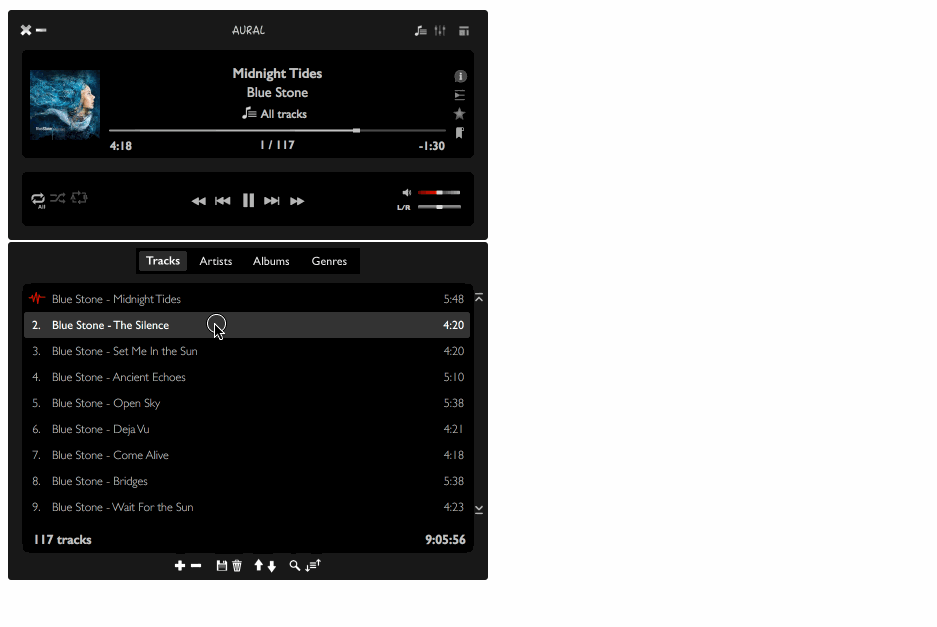 AURAL
Midnight Tides
Blue Stone
All tracks
4:18 1 / 117 -1:30
All
L/R
Tracks Artists Albums Genres
Blue Stone - Midnight Tides 5:48
2. Blue Stone - The Silence 4:20
3. Blue Stone - Set Me In the Sun 4:20
4. Blue Stone - Ancient Echoes 5:10
5. Blue Stone - Open Sky 5:38
6. Blue Stone - Deja Vu 4:21
7. Blue Stone - Come Alive 4:18
8. Blue Stone - Bridges 5:38
9. Blue Stone - Wait For the Sun 4:23
117 tracks 9:05:56